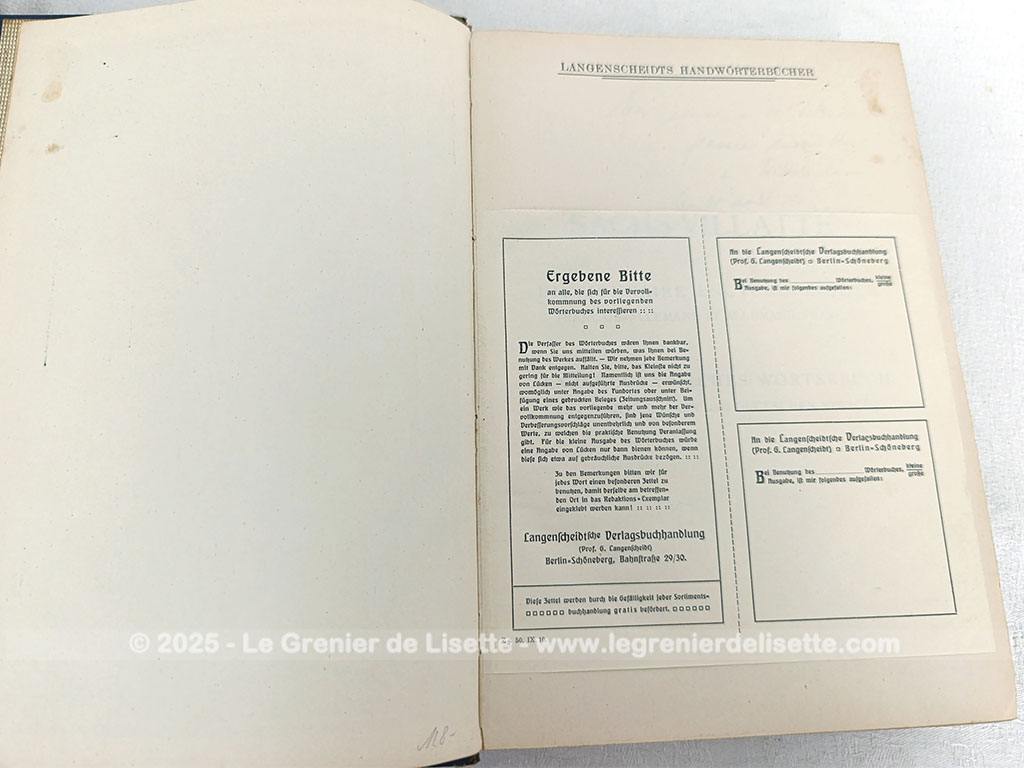 LANGENSCHEIDTS HANDWÖRTERBÜCHER
Ergebene Bitte
an alle, die sich für die Vervoll-
kommnung des vorliegenden
Wörterbuches interessieren :: ::
□ □ □
Die Verfasser des Wörterbuches wären Ihnen dankbar,
wenn Sie uns mitteilen würden, was Ihnen bei Be-
nutzung des Werkes auffällt. — Wir nehmen jede Bemerkung
mit Dank entgegen. Halten Sie, bitte, das Kleinste nicht zu
gering für die Mitteilung! Namentlich ist uns die Angabe
von Lücken — nicht aufgeführte Ausdrücke — erwünscht,
womöglich unter Angabe des Fundortes oder unter Bei-
fügung eines gedruckten Beleges (Zeitungsausschnitt). Um
ein Werk wie das vorliegende mehr und mehr der Ver-
vollkommnung entgegenzuführen, sind jene Wünsche und
Verbesserungsvorschläge unentbehrlich und von besonderem
Werte, zu welchen die praktische Benutzung Veranlassung
gibt. Für die kleine Ausgabe des Wörterbuches würde
eine Angabe von Lücken nur dann dienen können, wenn
diese sich etwa auf gebräuchliche Ausdrücke bezögen. :: ::
Zu den Bemerkungen bitten wir für
jedes Wort einen besonderen Zettel zu
benutzen, damit derselbe am betreffen-
den Ort in das Redaktions-Exemplar
eingeklebt werden kann! :: :: :: ::
Langenscheidtsche Verlagsbuchhandlung
(Prof. G. Langenscheidt)
Berlin-Schöneberg, Bahnstraße 29/30.
Diese Zettel werden durch die Gefälligkeit jeder Sortiments-
□□□□□□ buchhandlung gratis befördert. □□□□□□
50. IX. 10
An die Langenscheidtsche Verlagsbuchhandlung
(Prof. G. Langenscheidt) □ Berlin-Schöneberg
Bei Benutzung des ............ Wörterbuches, kleine
große
Ausgabe, ist mir folgendes aufgefallen:
An die Langenscheidtsche Verlagsbuchhandlung
(Prof. G. Langenscheidt) □ Berlin-Schöneberg
Bei Benutzung des ............ Wörterbuches, kleine
große
Ausgabe, ist mir folgendes aufgefallen:
118-
© 2025 - Le Grenier de Lisette - www.legrenierdelisette.com